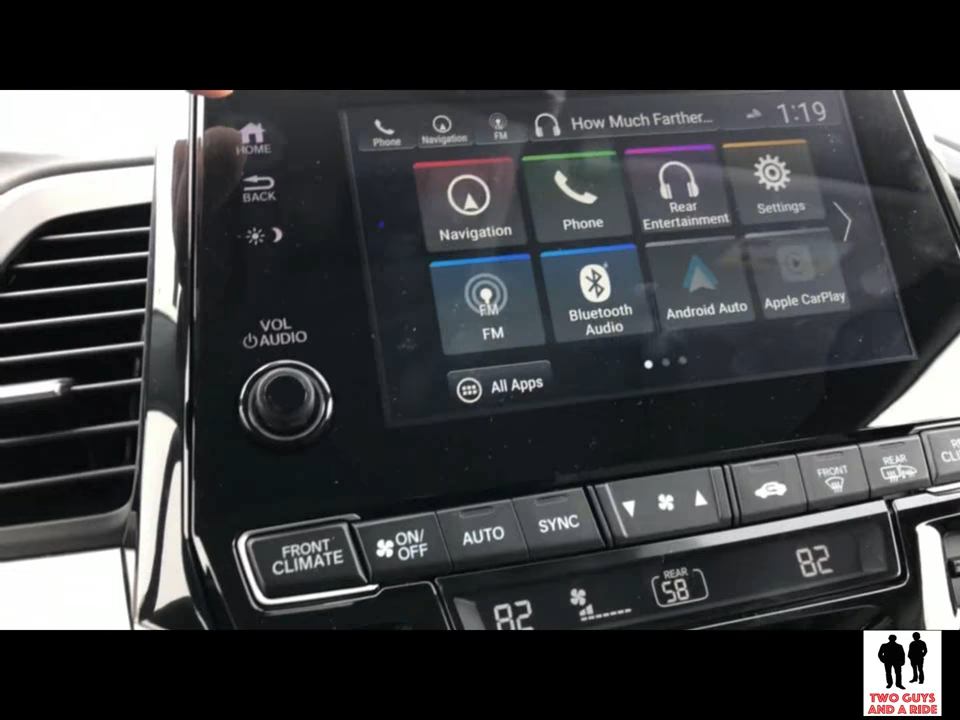 HOME
BACK
VOL
AUDIO
Phone
Navigation
FM
How Much Farther...
1:19
Navigation
Phone
Rear
Entertainment
Settings
FM
FM
Bluetooth
Audio
Android Auto
Apple CarPlay
All Apps
FRONT
CLIMATE
ON/
OFF
AUTO
SYNC
FRONT
REAR
82
REAR
58
82
TWO GUYS
AND A RIDE